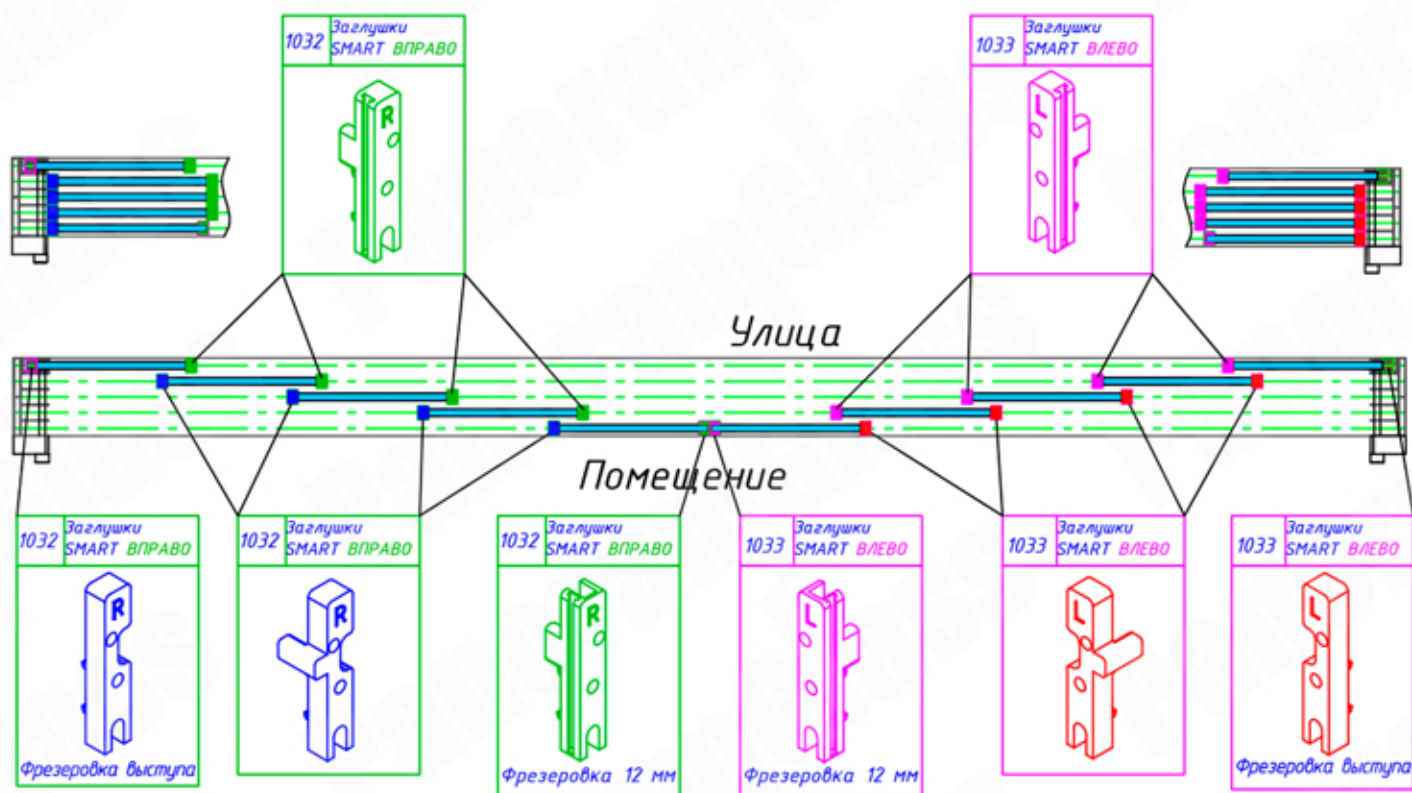 1032
Заглушки
SMART ВПРАВО
R
1033
Заглушки
SMART ВЛЕВО
L
Улица
Помещение
1032
Заглушки
SMART ВПРАВО
R
Фрезеровка выступа
1032
Заглушки
SMART ВПРАВО
R
1032
Заглушки
SMART ВПРАВО
R
Фрезеровка 12 мм
1033
Заглушки
SMART ВЛЕВО
L
Фрезеровка 12 мм
1033
Заглушки
SMART ВЛЕВО
L
1033
Заглушки
SMART ВЛЕВО
L
Фрезеровка выступа
PanoramGlass